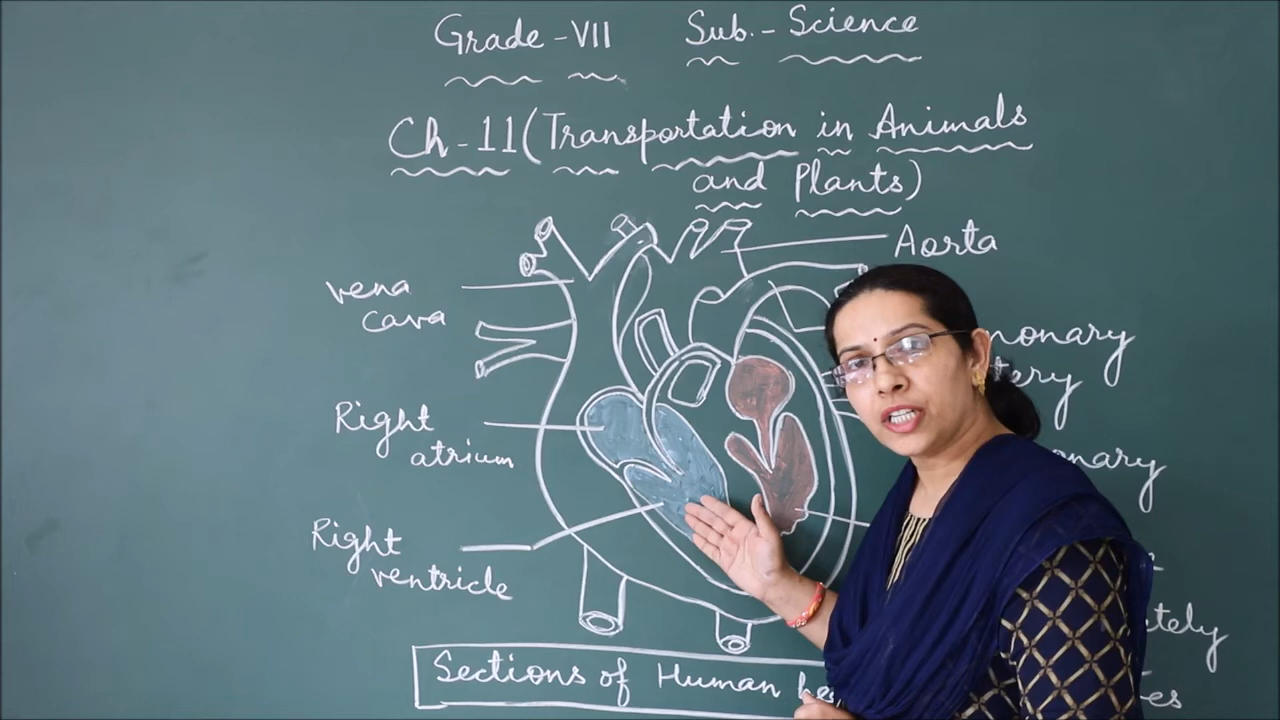 Grade-VII Sub.-Science
Ch-11(Transportation in Animals
and Plants)
Aorta
vena
cava
Right
atrium
Right
ventricle
Sections of Human